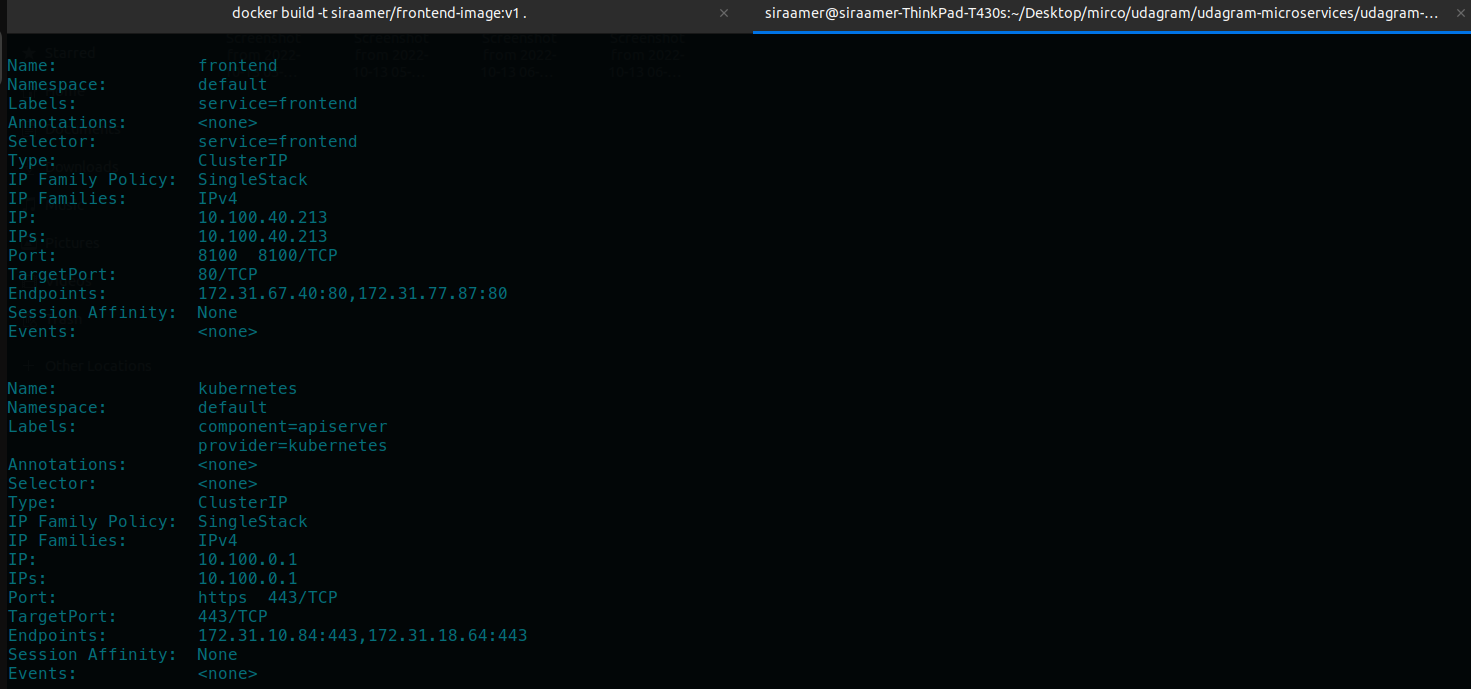 docker build -t siraamer/frontend-image:v1 . ×
siraamer@siraamer-ThinkPad-T430s:~/Desktop/mirco/udagram/udagram-microservices/udagram-... ×
Starred
Name: frontend
Namespace: default
Labels: service=frontend
Annotations: <none>
Selector: service=frontend
Type: ClusterIP
IP Family Policy: SingleStack
IP Families: IPv4
IP: 10.100.40.213
IPs: 10.100.40.213
Pictures
Port: 8100 8100/TCP
TargetPort: 80/TCP
Endpoints: 172.31.67.40:80,172.31.77.87:80
Session Affinity: None
Events: <none>
Other Locations
Name: kubernetes
Namespace: default
Labels: component=apiserver
provider=kubernetes
Annotations: <none>
Selector: <none>
Type: ClusterIP
IP Family Policy: SingleStack
IP Families: IPv4
IP: 10.100.0.1
IPs: 10.100.0.1
Port: https 443/TCP
TargetPort: 443/TCP
Endpoints: 172.31.10.84:443,172.31.18.64:443
Session Affinity: None
Events: <none>